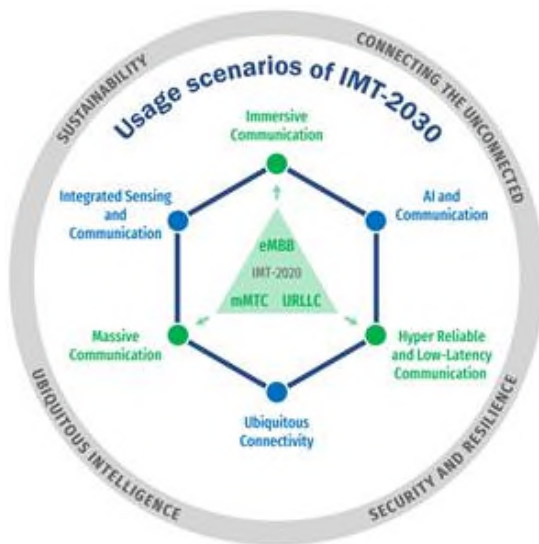 SUSTAINABILITY
CONNECTING THE UNCONNECTED
Usage scenarios of IMT-2030
Immersive
Communication
Integrated Sensing
and
Communication
AI and
Communication
eMBB
IMT-2020
mMTC URLLC
Massive
Communication
Hyper Reliable
and Low-Latency
Communication
Ubiquitous
Connectivity
UBIQUITOUS INTELLIGENCE
SECURITY AND RESILIENCE